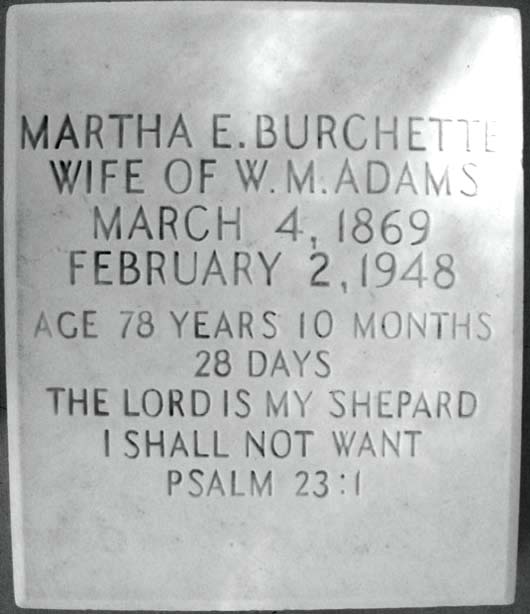 MARTHA E. BURCHETTE
WIFE OF W. M. ADAMS
MARCH 4, 1869
FEBRUARY 2, 1948
AGE 78 YEARS 10 MONTHS
28 DAYS
THE LORD IS MY SHEPARD
I SHALL NOT WANT
PSALM 23:1